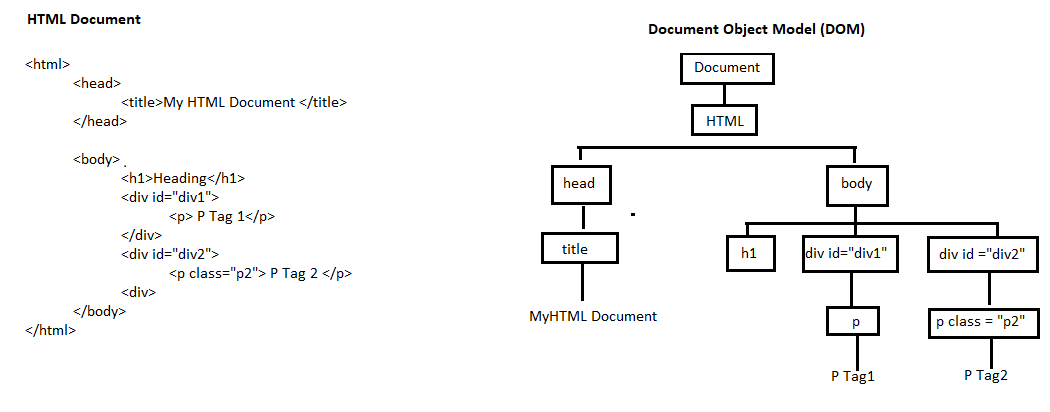 HTML Document
<html>
<head>
<title>My HTML Document </title>
</head>
<body>
<h1>Heading</h1>
<div id="div1">
<p> P Tag 1</p>
</div>
<div id="div2">
<p class="p2"> P Tag 2 </p>
<div>
</body>
</html>
Document Object Model (DOM)
Document
HTML
head
body
title
h1
div id="div1"
div id ="div2"
MyHTML Document
p
p class = "p2"
P Tag1
P Tag2